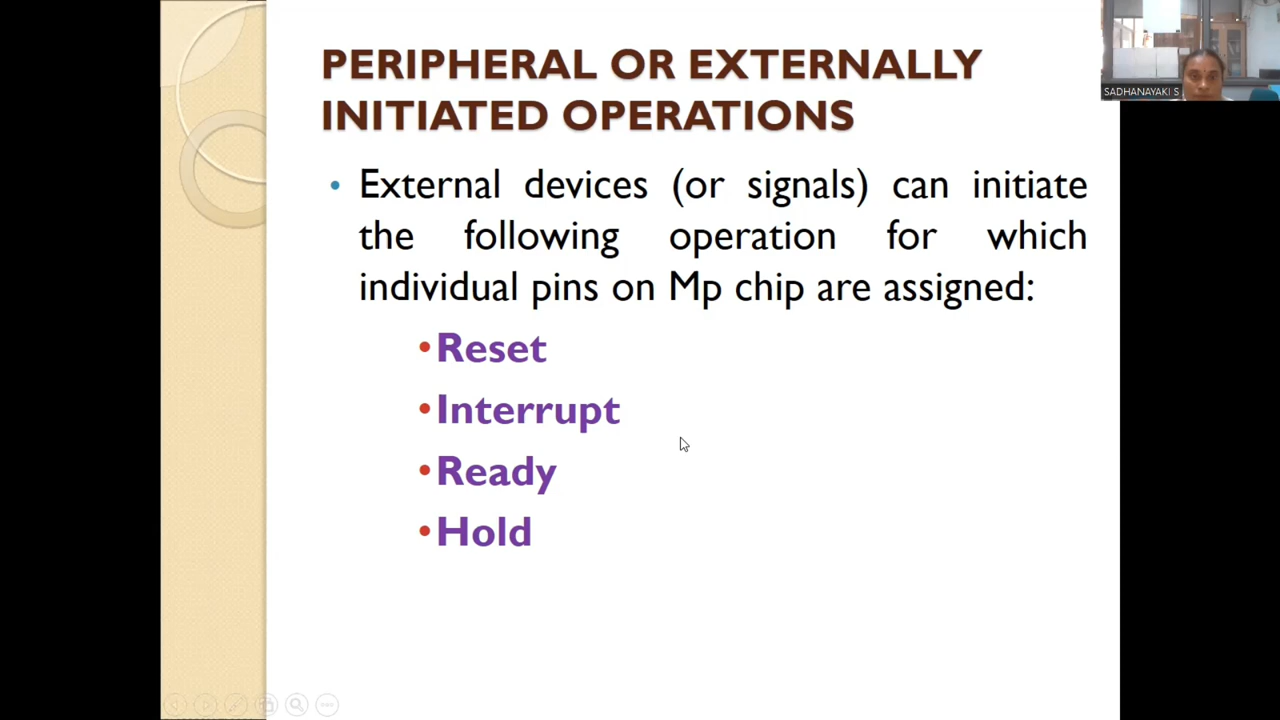 PERIPHERAL OR EXTERNALLY
INITIATED OPERATIONS
SADHANAYAKI S
• External devices (or signals) can initiate
the following operation for which
individual pins on Mp chip are assigned:
• Reset
• Interrupt
• Ready
• Hold